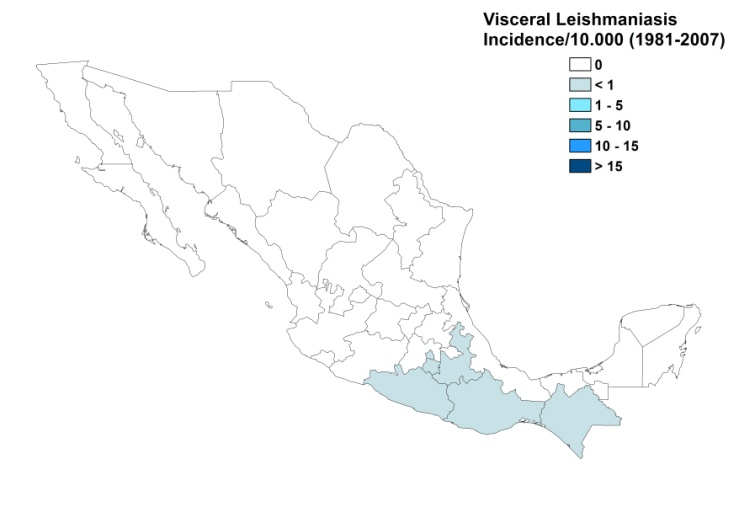 Visceral Leishmaniasis
Incidence/10.000 (1981-2007)
0
< 1
1 - 5
5 - 10
10 - 15
> 15